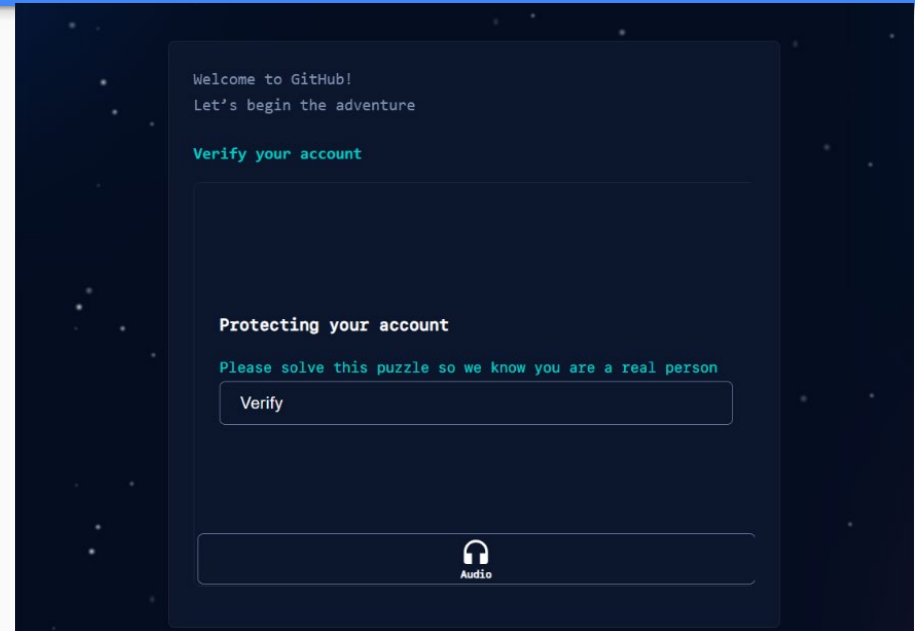 Welcome to GitHub!
Let’s begin the adventure
Verify your account
Protecting your account
Please solve this puzzle so we know you are a real person
Verify
Audio